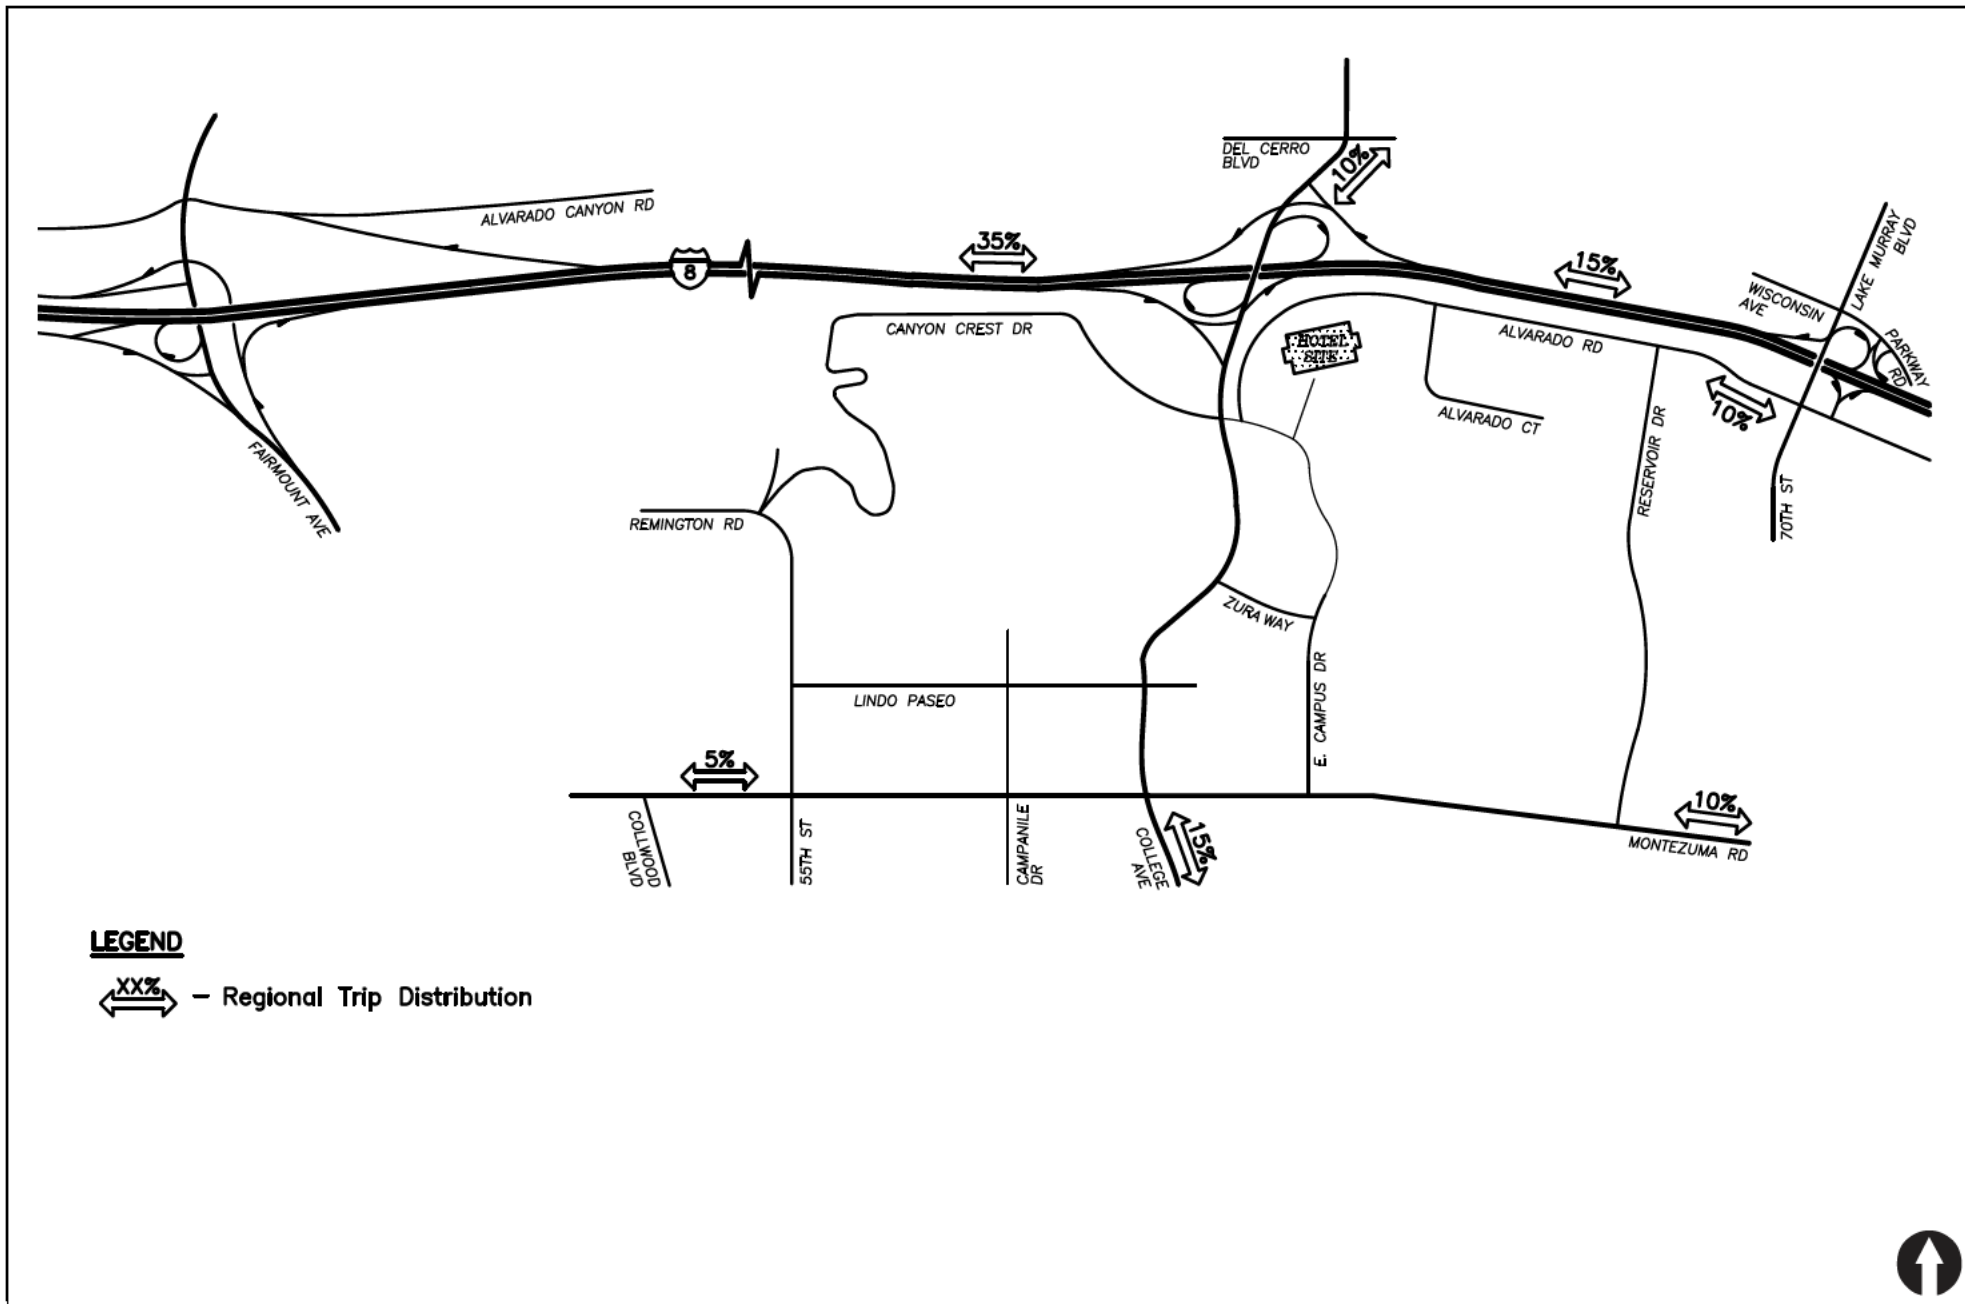 DEL CERRO
BLVD
10%
ALVARADO CANYON RD
35%
8
15%
LAKE MURRAY
BLVD
WISCONSIN
AVE
PARKWAY
RD
CANYON CREST DR
HOTEL
SITE
ALVARADO RD
10%
ALVARADO CT
RESERVOIR DR
FAIRMOUNT AVE
REMINGTON RD
70TH ST
ZURA WAY
LINDO PASEO
E. CAMPUS DR
5%
10%
COLLWOOD
BLVD
55TH ST
CAMPANILE
DR
COLLEGE
AVE
15%
MONTEZUMA RD
LEGEND
XX%
– Regional Trip Distribution